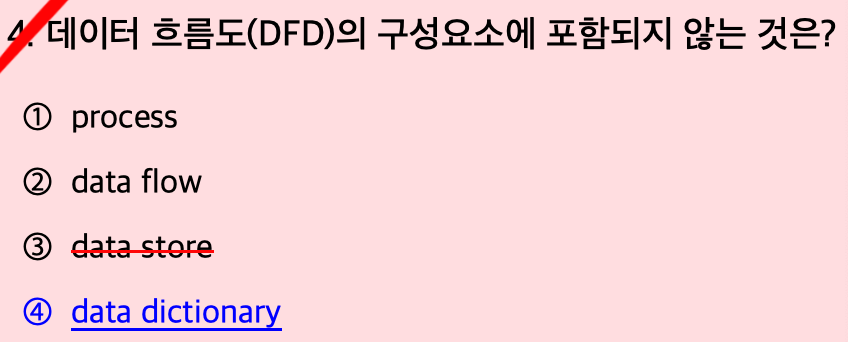 4. 데이터 흐름도(DFD)의 구성요소에 포함되지 않는 것은?
① process
② data flow
③ data store
④ data dictionary